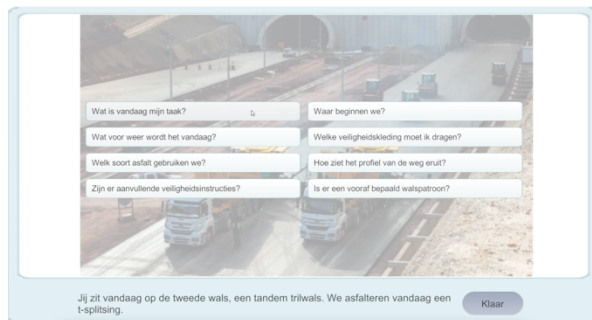 Wat is vandaag mijn taak?
Waar beginnen we?
Wat voor weer wordt het vandaag?
Welke veiligheidskleding moet ik dragen?
Welk soort asfalt gebruiken we?
Hoe ziet het profiel van de weg eruit?
Zijn er aanvullende veiligheidsinstructies?
Is er een vooraf bepaald walspatroon?
Jij zit vandaag op de tweede wals, een tandem trilwals. We asfalteren vandaag een
t-splitsing.
Klaar